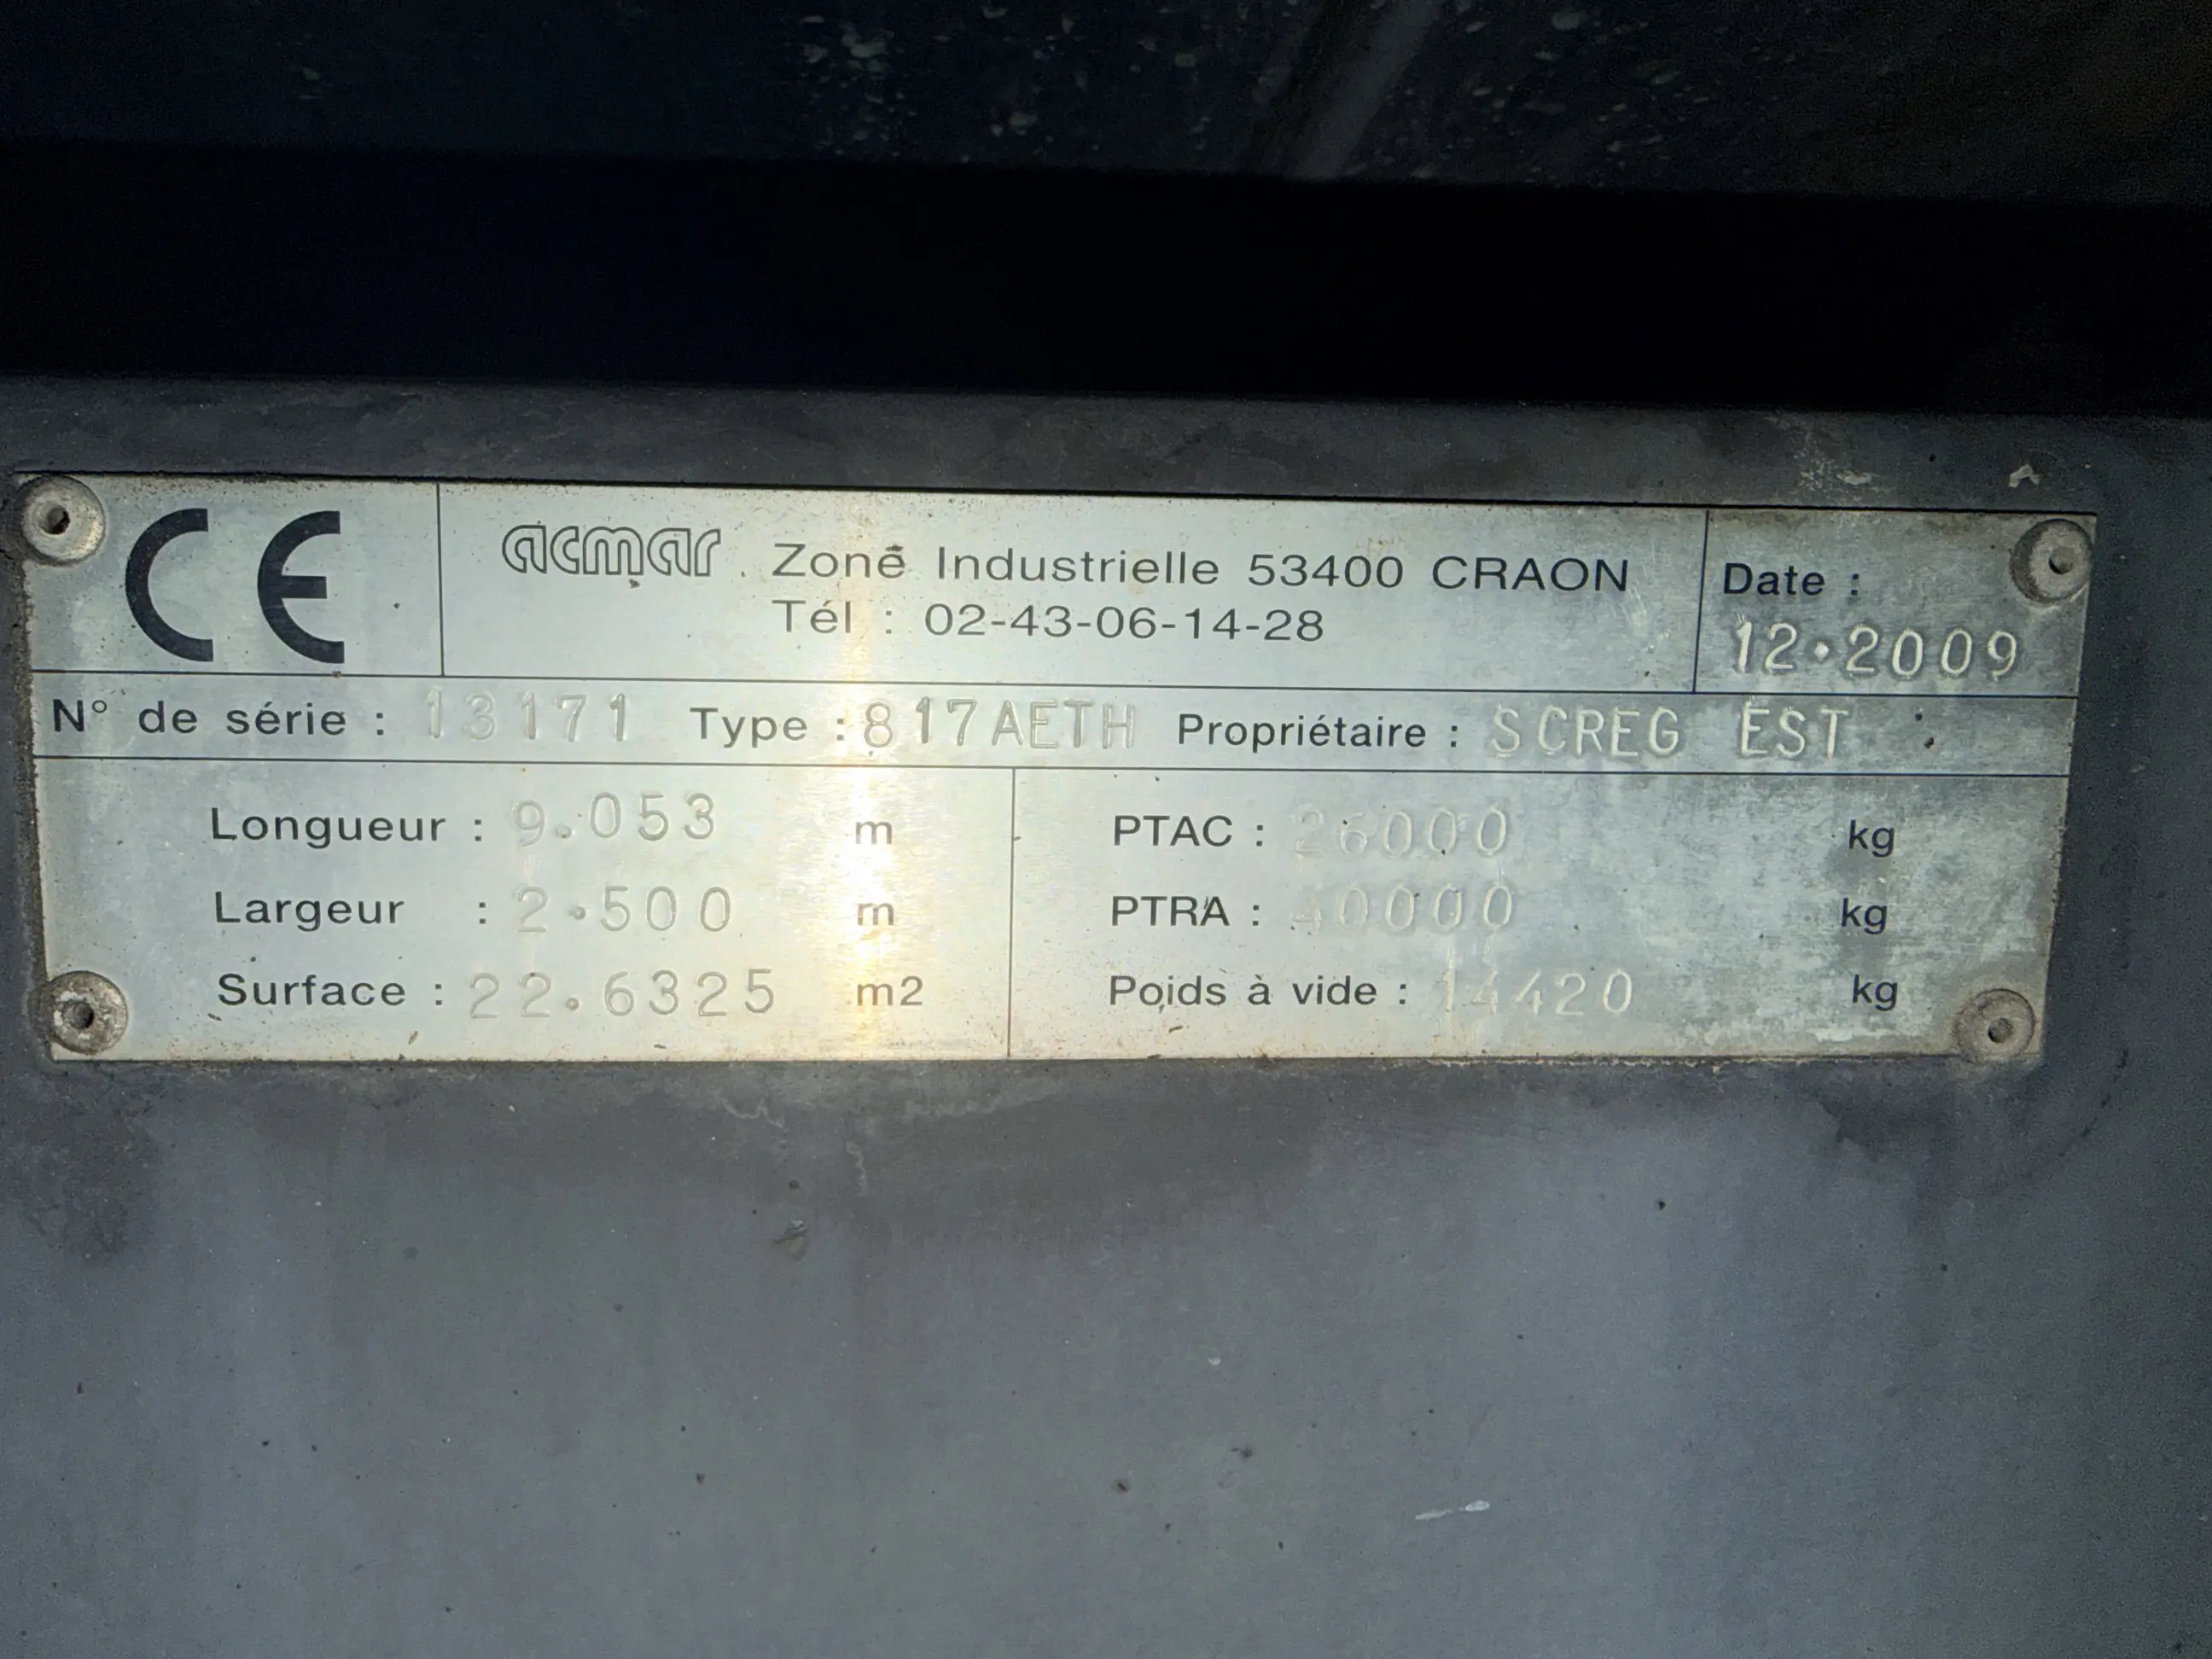 CE
acmar. Zone Industrielle 53400 CRAON
Tél : 02-43-06-14-28
Date :
12.2009
N° de série : 13171 Type : 817AETH Propriétaire : SCREG EST
Longueur : 9.053 m
Largeur : 2.500 m
Surface : 22.6325 m2
PTAC : 26000 kg
PTRA : 40000 kg
Poids à vide : 14420 kg